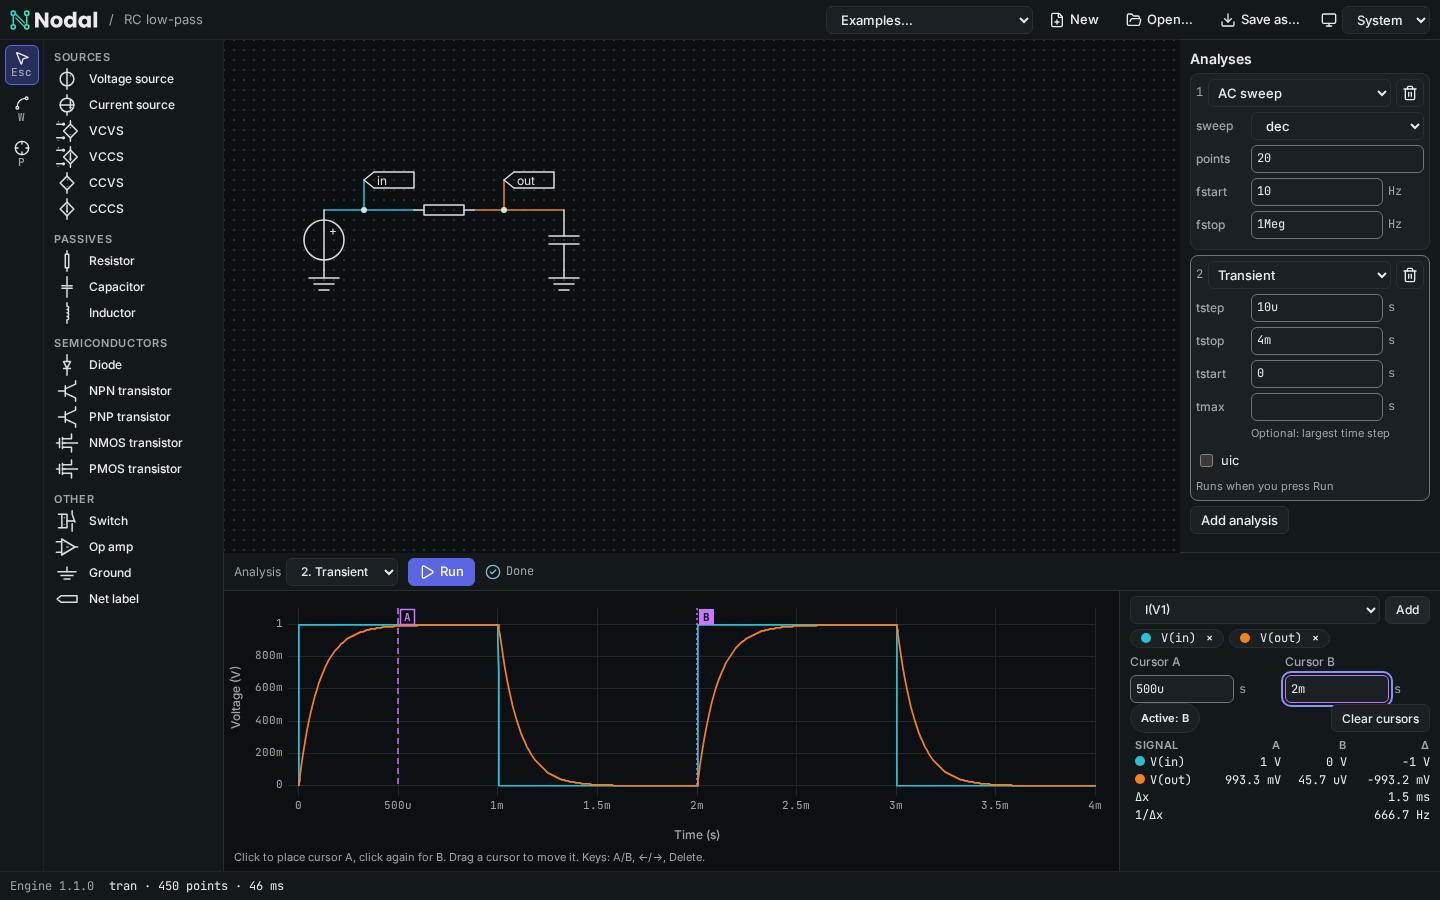 Nodal / RC low-pass
Examples...
New
Open...
Save as...
System
Esc
W
P
SOURCES
Voltage source
Current source
VCVS
VCCS
CCVS
CCCS
PASSIVES
Resistor
Capacitor
Inductor
SEMICONDUCTORS
Diode
NPN transistor
PNP transistor
NMOS transistor
PMOS transistor
OTHER
Switch
Op amp
Ground
Net label
in
out
+
Analyses
1 AC sweep
sweep dec
points 20
fstart 10 Hz
fstop 1Meg Hz
2 Transient
tstep 10u s
tstop 4m s
tstart 0 s
tmax s
Optional: largest time step
uic
Runs when you press Run
Add analysis
Analysis 2. Transient Run Done
A
B
Voltage (V)
1
800m
600m
400m
200m
0
0 500u 1m 1.5m 2m 2.5m 3m 3.5m 4m
Time (s)
Click to place cursor A, click again for B. Drag a cursor to move it. Keys: A/B, ←/→, Delete.
I(V1) Add
V(in) × V(out) ×
Cursor A Cursor B
500u s 2m s
Active: B Clear cursors
SIGNAL A B Δ
V(in) 1 V 0 V -1 V
V(out) 993.3 mV 45.7 uV -993.2 mV
Δx 1.5 ms
1/Δx 666.7 Hz
Engine 1.1.0 tran · 450 points · 46 ms